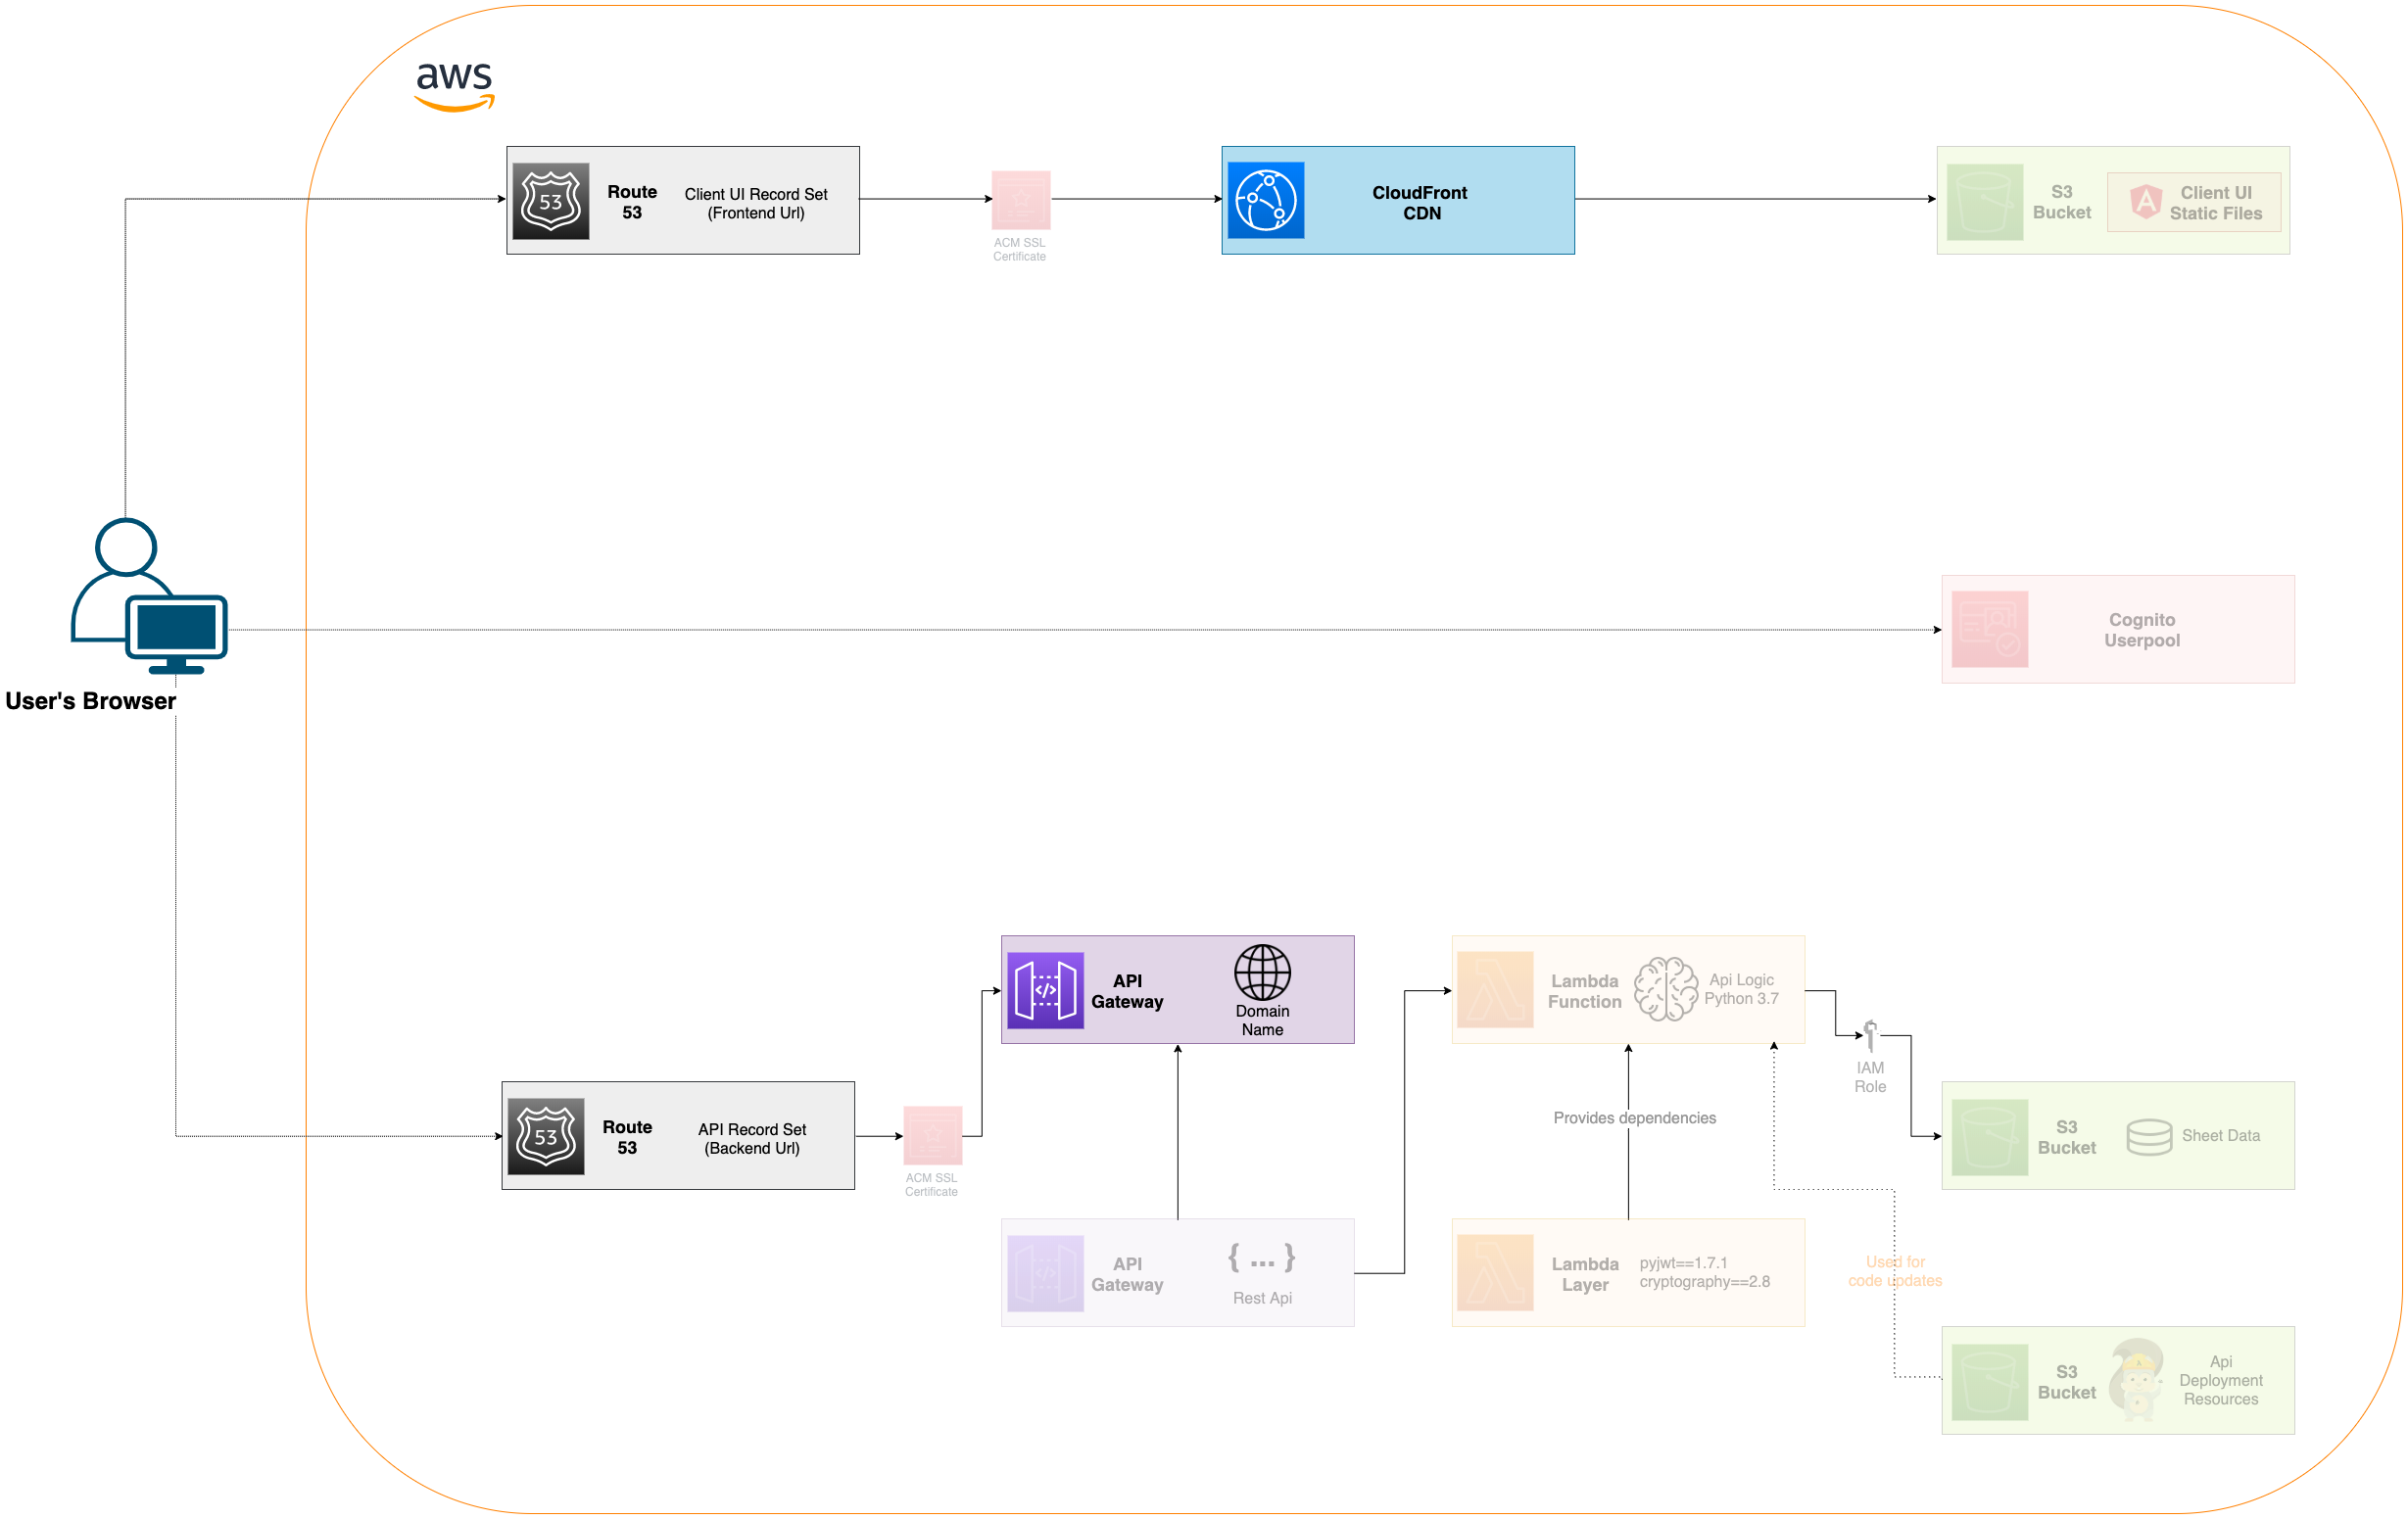 aws
53
Route
53
Client UI Record Set
(Frontend Url)
ACM SSL
Certificate
CloudFront
CDN
S3
Bucket
A
Client UI
Static Files
User's Browser
Cognito
Userpool
53
Route
53
API Record Set
(Backend Url)
ACM SSL
Certificate
</>
API
Gateway
Domain
Name
</>
API
Gateway
{ ... }
Rest Api
Lambda
Function
Api Logic
Python 3.7
Provides dependencies
Lambda
Layer
pyjwt==1.7.1
cryptography==2.8
IAM
Role
S3
Bucket
Sheet Data
Used for
code updates
S3
Bucket
Api
Deployment
Resources